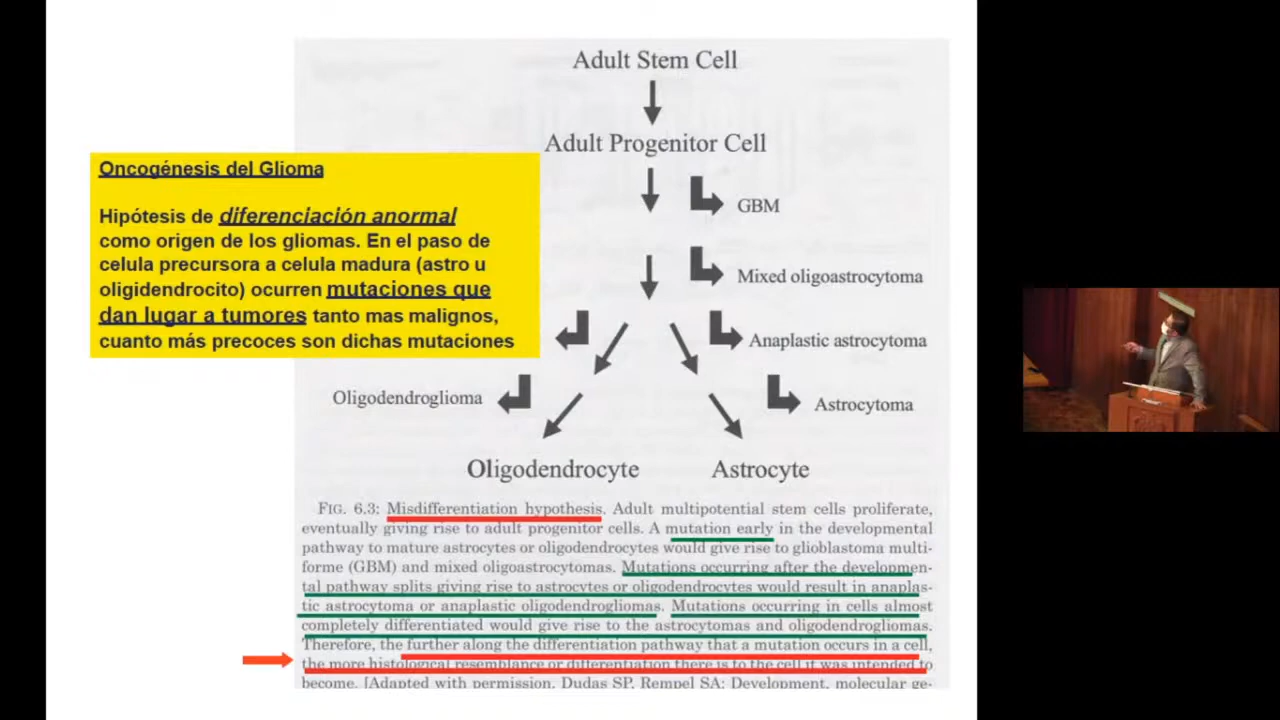 Adult Stem Cell
Adult Progenitor Cell
Oncogénesis del Glioma
Hipótesis de diferenciación anormal
como origen de los gliomas. En el paso de
celula precursora a celula madura (astro u
oligidendrocito) ocurren mutaciones que
dan lugar a tumores tanto mas malignos,
cuanto más precoces son dichas mutaciones
GBM
Mixed oligoastrocytoma
Anaplastic astrocytoma
Oligodendroglioma
Astrocytoma
Oligodendrocyte
Astrocyte
FIG. 6.3: Misdifferentiation hypothesis. Adult multipotential stem cells proliferate,
eventually giving rise to adult progenitor cells. A mutation early in the developmental
pathway to mature astrocytes or oligodendrocytes would give rise to glioblastoma multi-
forme (GBM) and mixed oligoastrocytomas. Mutations occurring after the developmen-
tal pathway splits giving rise to astrocytes or oligodendrocytes would result in anaplas-
tic astrocytoma or anaplastic oligodendrogliomas. Mutations occurring in cells almost
completely differentiated would give rise to the astrocytomas and oligodendrogliomas.
Therefore, the further along the differentiation pathway that a mutation occurs in a cell,
the more histological resemblance or differentiation there is to the cell it was intended to
become. [Adapted with permission, Dudas SP, Rempel SA: Development, molecular ge-